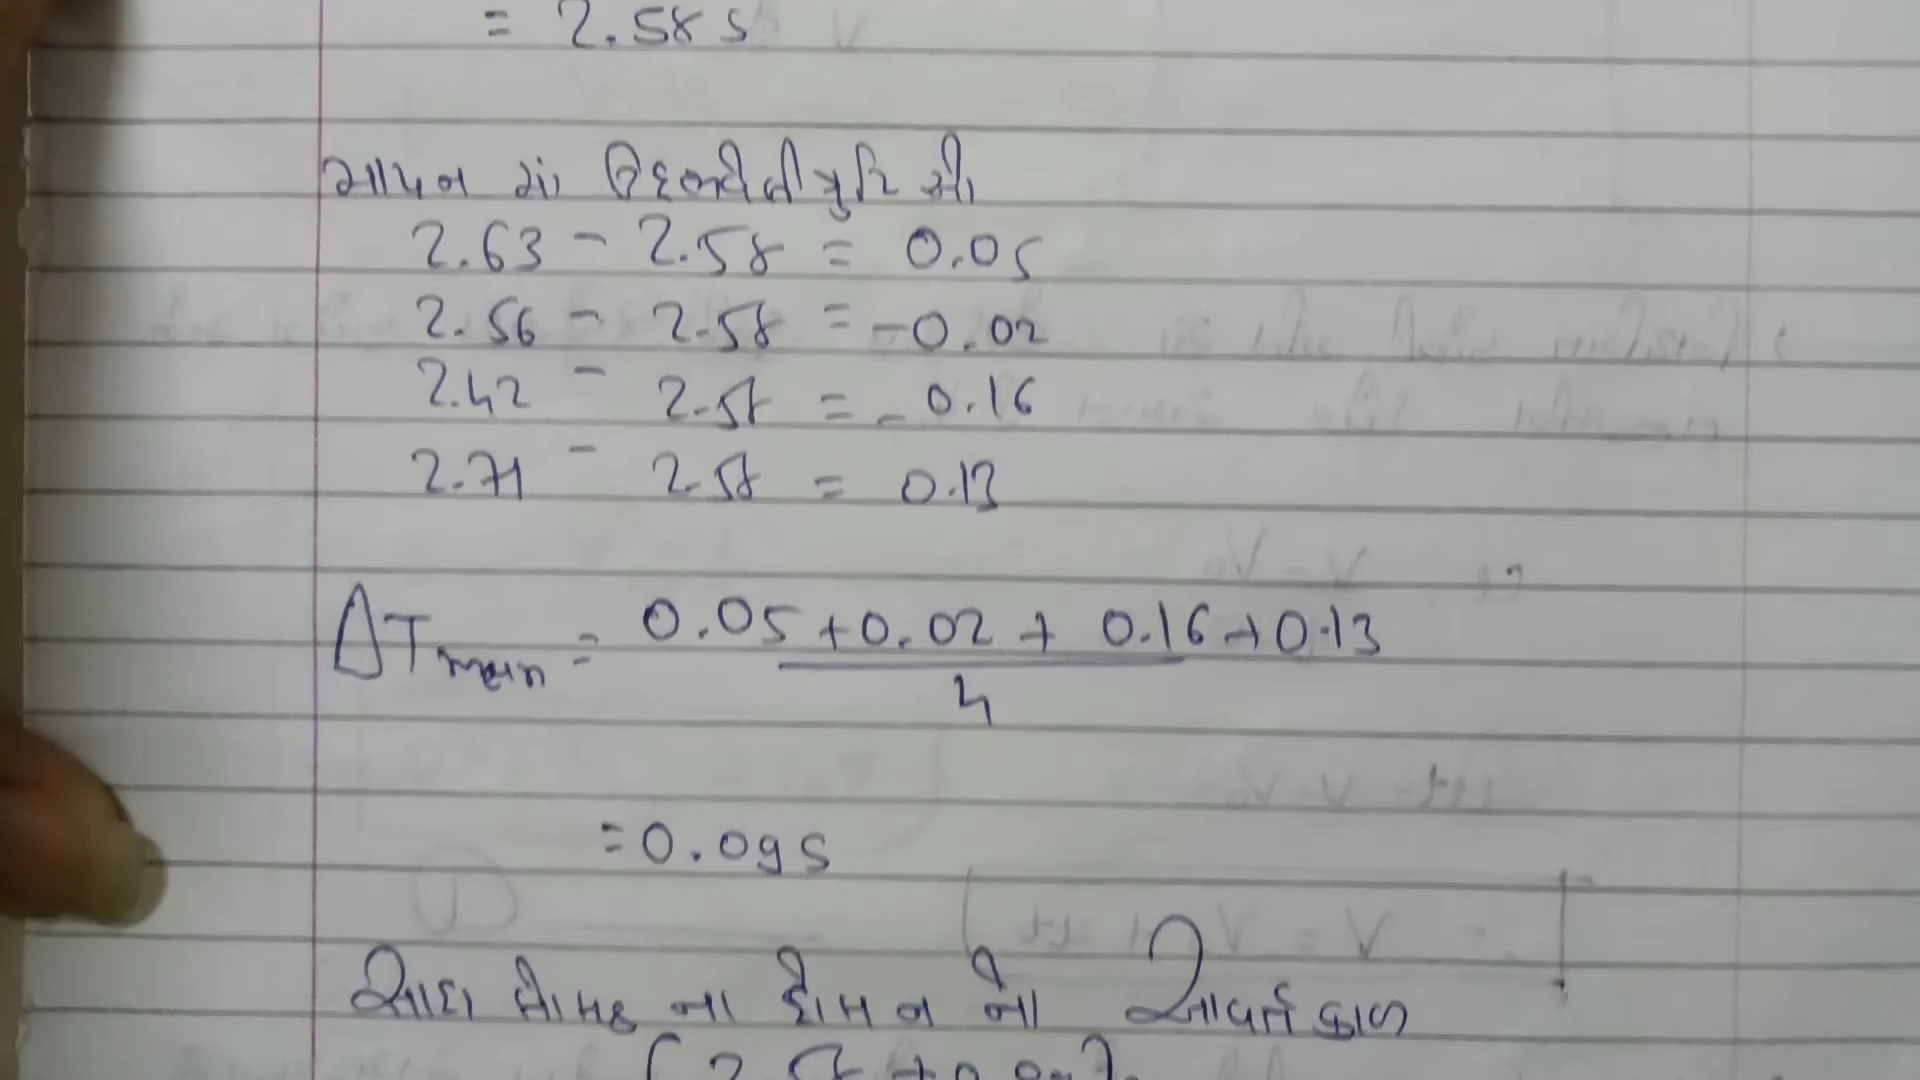 = 2.58 s
માપન માં નિરપેક્ષ ત્રુટિ ઓ
2.63 - 2.58 = 0.05
2.56 - 2.58 = -0.02
2.42 - 2.58 = - 0.16
2.71 - 2.58 = 0.13
ΔTmean = 0.05 + 0.02 + 0.16 + 0.13
4
= 0.09 s
સાદા લોલક ના દોલન નો આવર્તકાળ